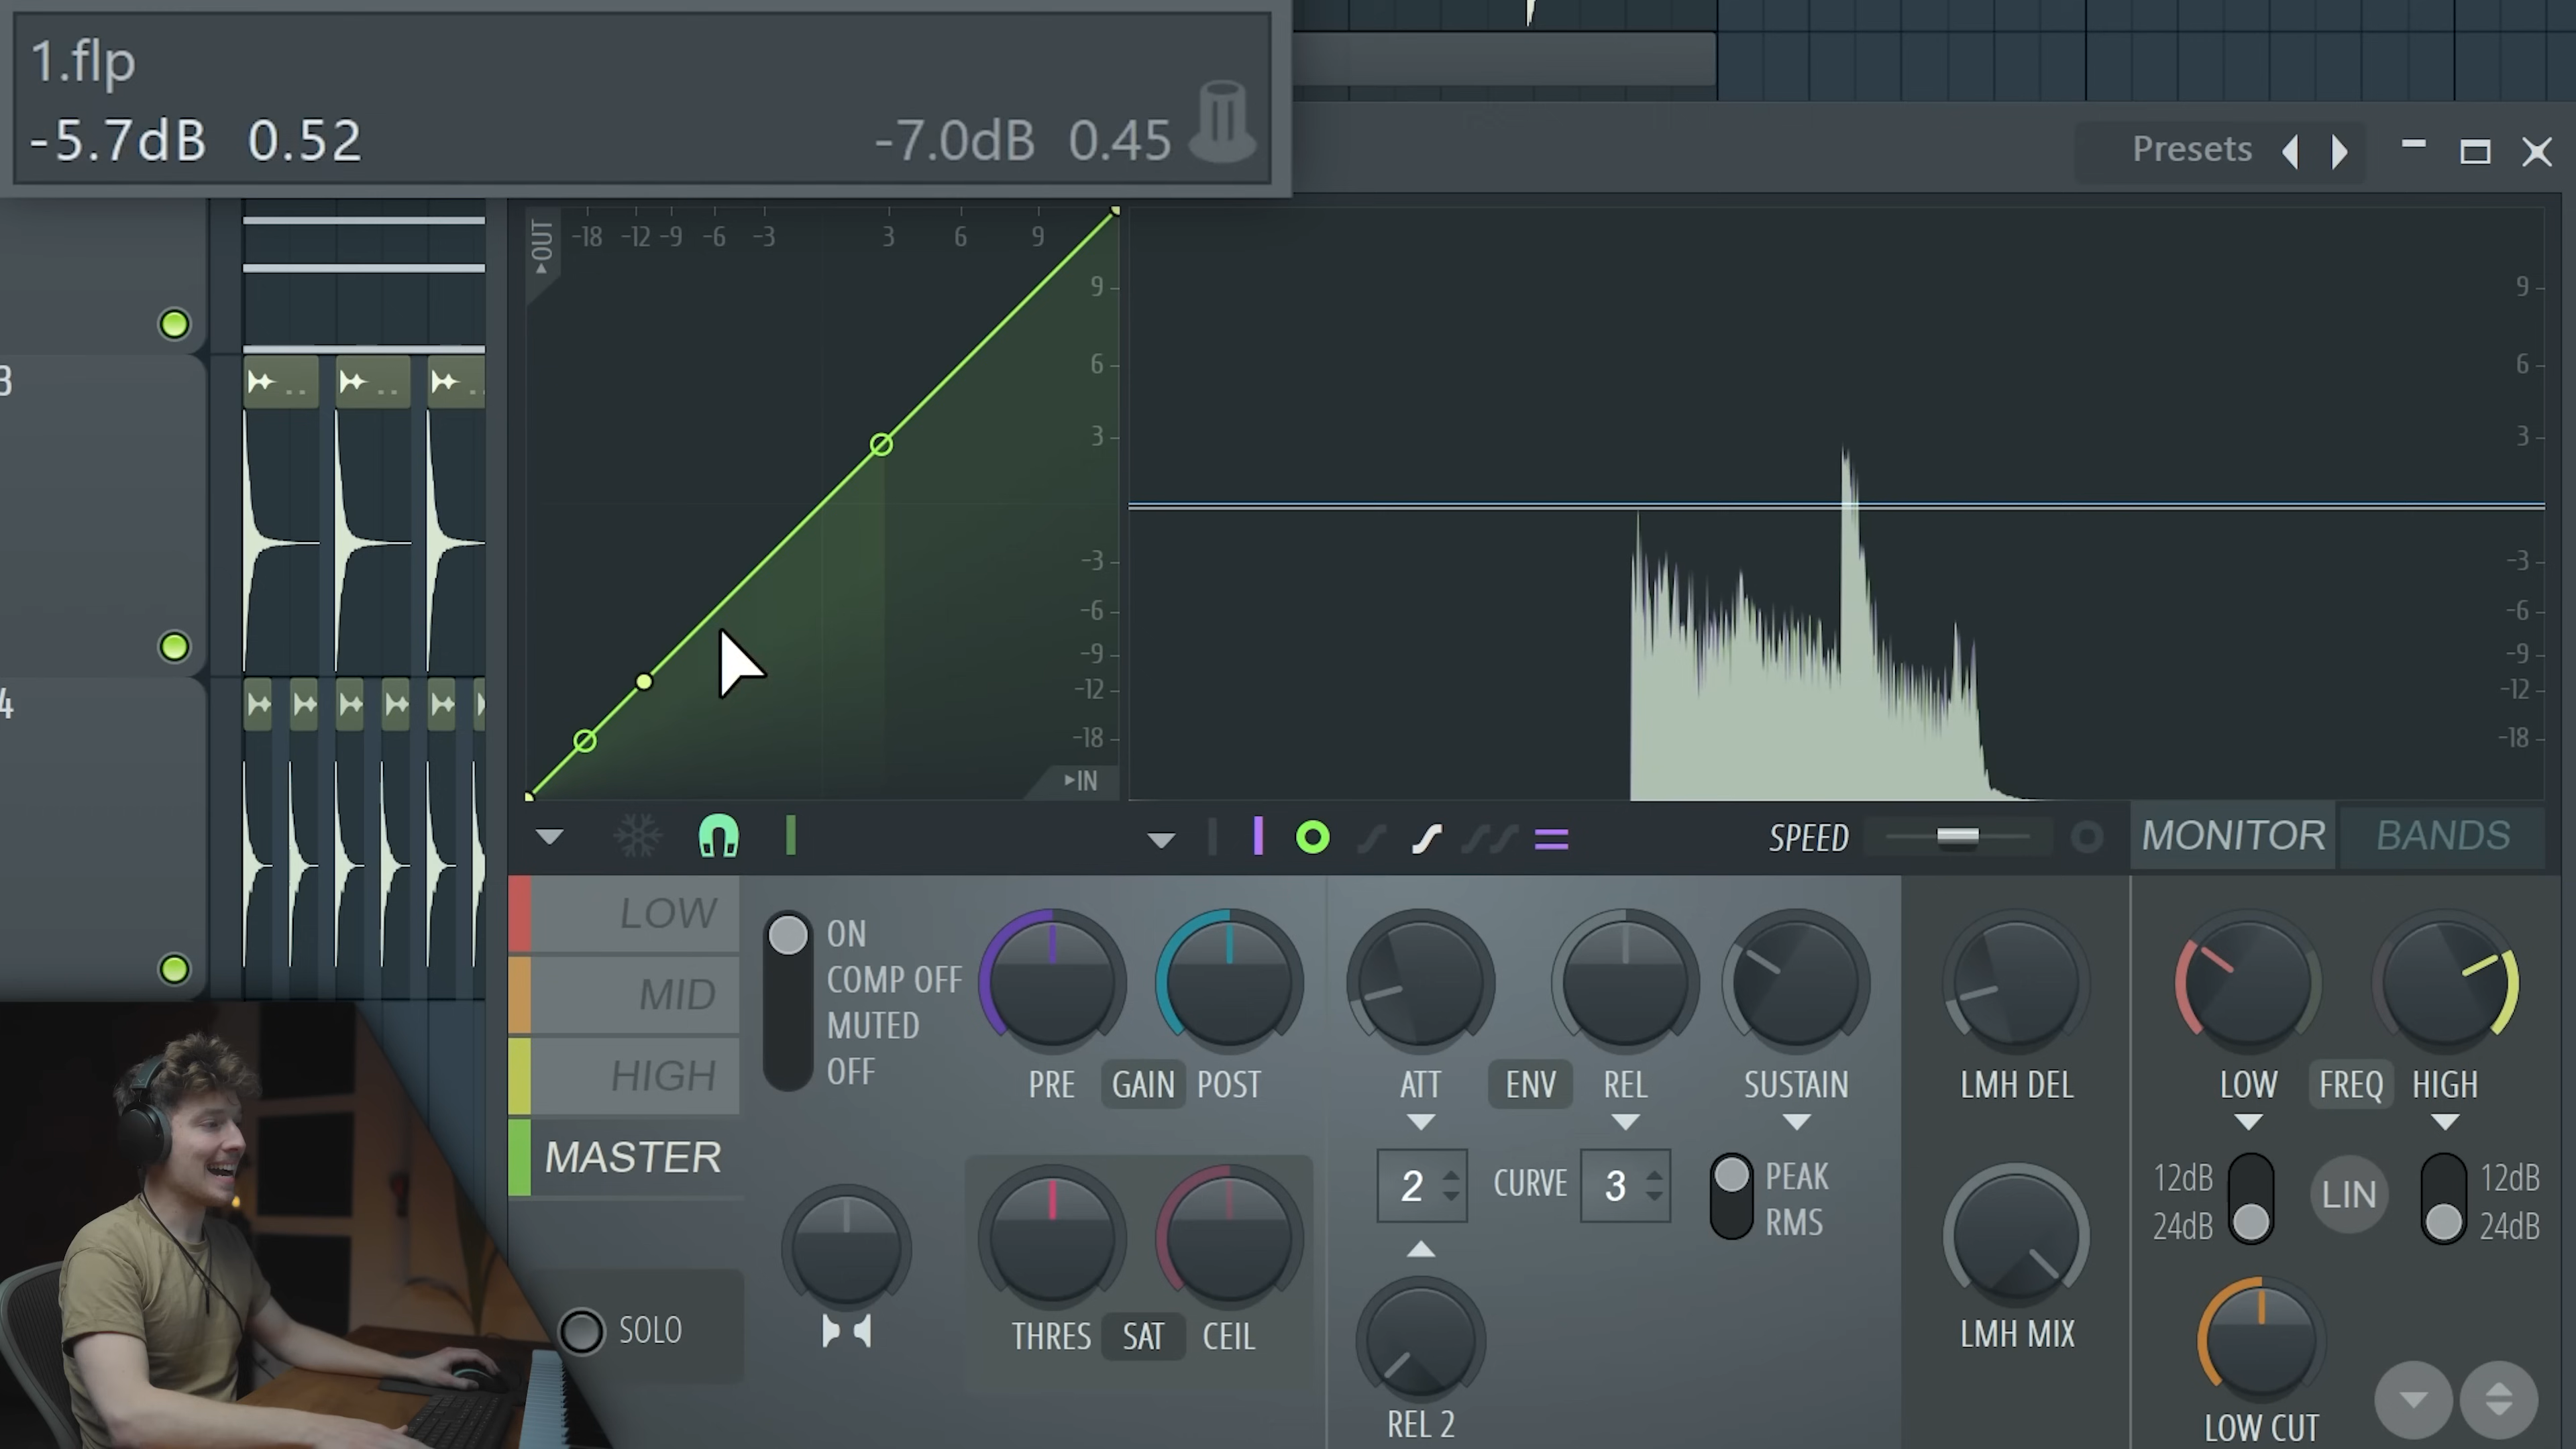 1.flp
-5.7dB 0.52
-7.0dB 0.45
Presets
OUT
-18 -12 -9 -6 -3 3 6 9
9
6
3
-3
-6
-9
-12
-18
IN
9
6
3
-3
-6
-9
-12
-18
3
4
SPEED
MONITOR
BANDS
LOW
MID
HIGH
MASTER
SOLO
ON
COMP OFF
MUTED
OFF
PRE GAIN POST
THRES SAT CEIL
ATT ENV REL SUSTAIN
2 CURVE 3
PEAK
RMS
REL 2
LMH DEL
LMH MIX
LOW FREQ HIGH
12dB
24dB
LIN
12dB
24dB
LOW CUT